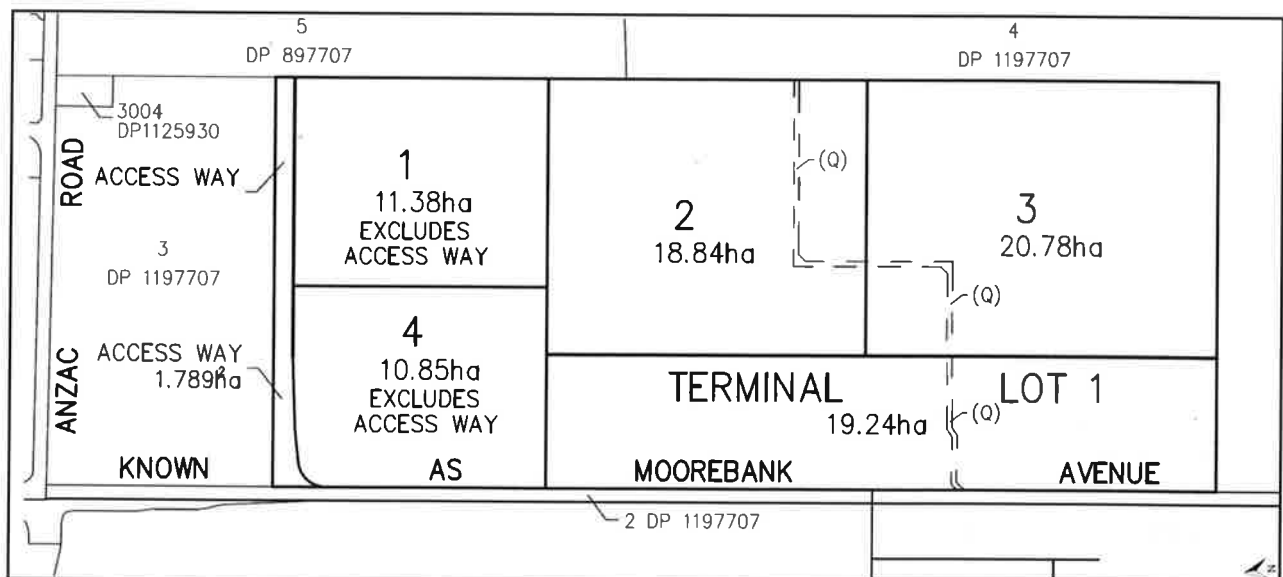 5
DP 897707
4
DP 1197707
3004
DP1125930
ROAD
ACCESS WAY
1
11.38ha
EXCLUDES
ACCESS WAY
2
18.84ha
(Q)
3
20.78ha
3
DP 1197707
(Q)
ANZAC
ACCESS WAY
1.789ha
4
10.85ha
EXCLUDES
ACCESS WAY
TERMINAL LOT 1
19.24ha
(Q)
KNOWN AS MOOREBANK AVENUE
2 DP 1197707
N